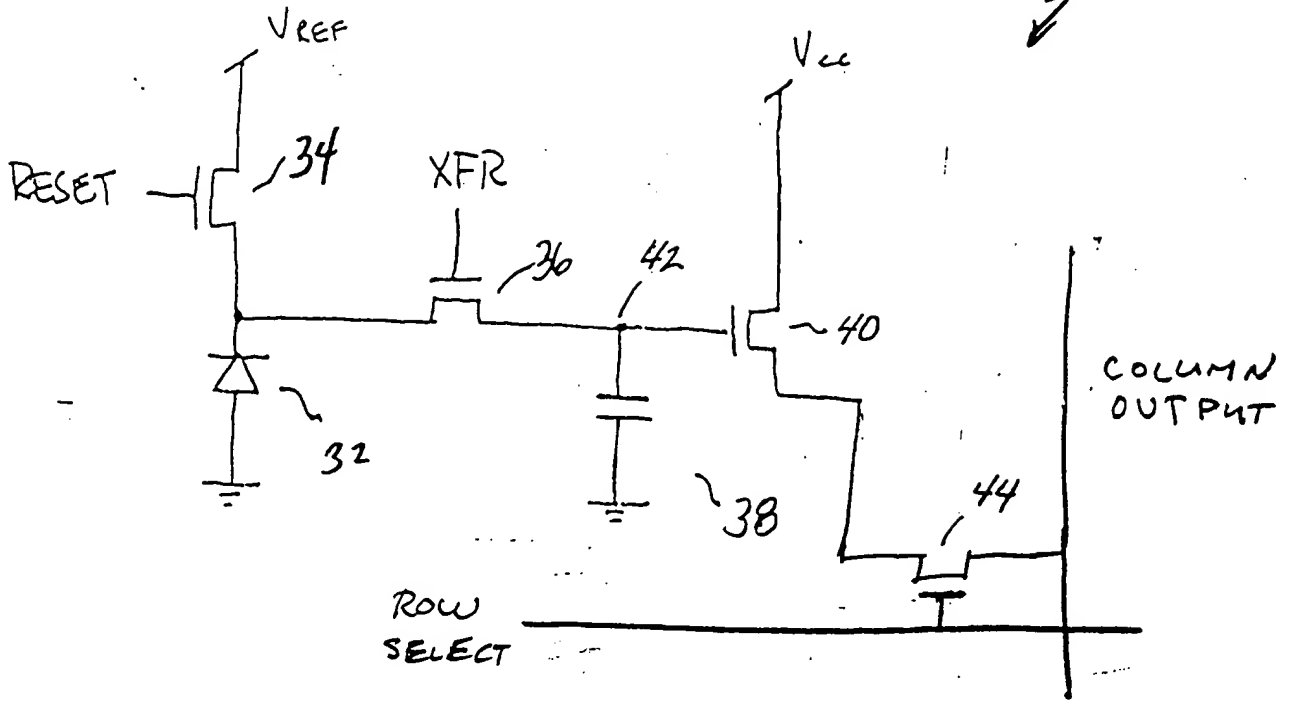 VREF
Vcc
RESET
34
XFR
36
42
40
COLUMN
OUTPUT
32
38
44
ROW
SELECT